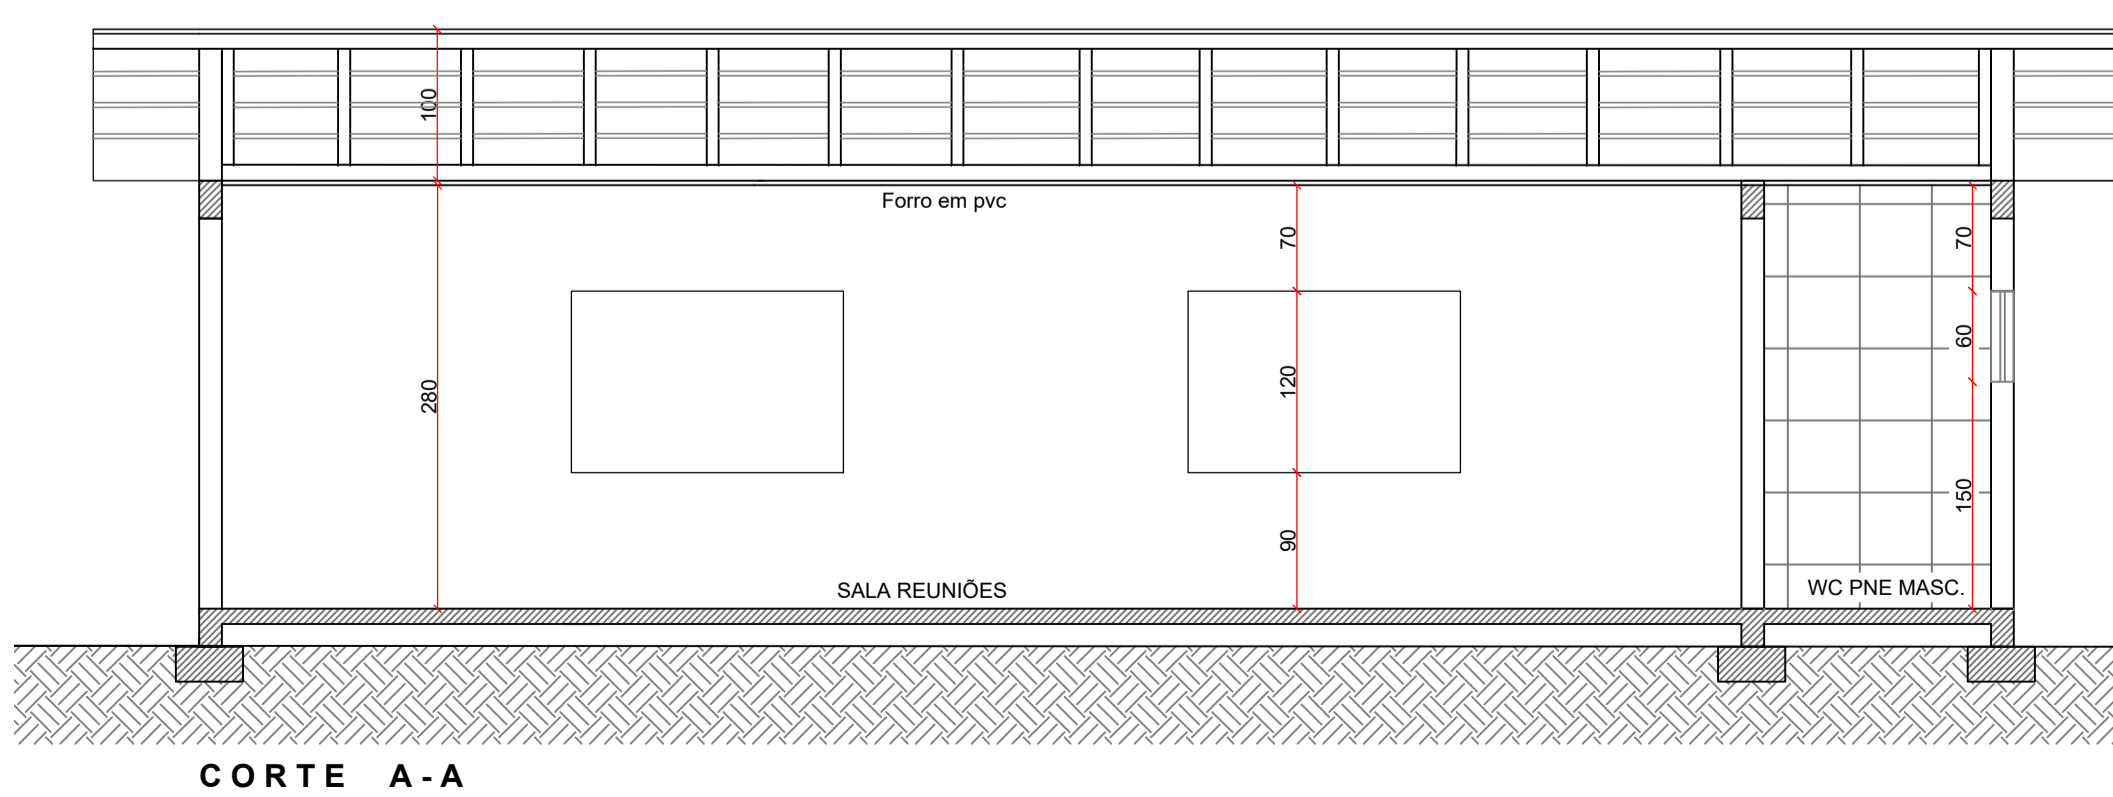 100
Forro em pvc
70
70
60
280
120
150
90
SALA REUNIÕES
WC PNE MASC.
CORTE A-A